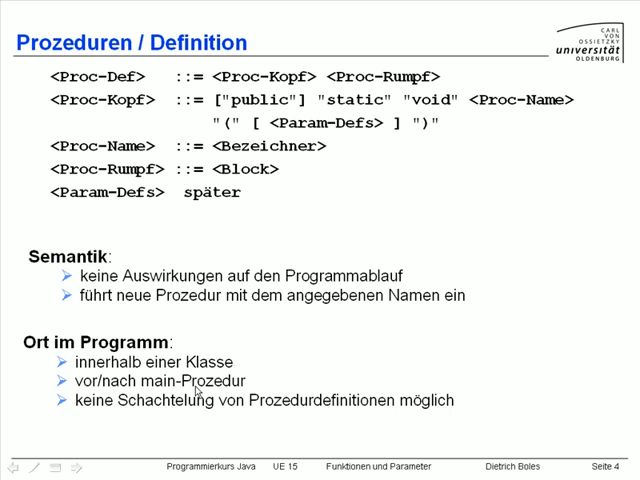 Prozeduren / Definition
CARL
VON
OSSIETZKY
universität
OLDENBURG
<Proc-Def> ::= <Proc-Kopf> <Proc-Rumpf>
<Proc-Kopf> ::= ["public"] "static" "void" <Proc-Name>
"(" [ <Param-Defs> ] ")"
<Proc-Name> ::= <Bezeichner>
<Proc-Rumpf> ::= <Block>
<Param-Defs> später
Semantik:
keine Auswirkungen auf den Programmablauf
führt neue Prozedur mit dem angegebenen Namen ein
Ort im Programm:
innerhalb einer Klasse
vor/nach main-Prozedur
keine Schachtelung von Prozedurdefinitionen möglich
Programmierkurs Java UE 15 Funktionen und Parameter Dietrich Boles Seite 4